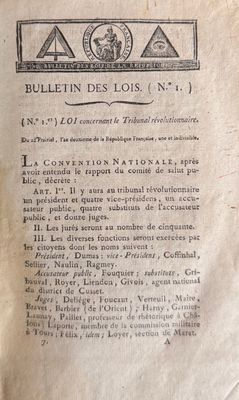 BULLETIN DES LOIS. ( N.º 1. )
( N.º 1.er ) LOI concernant le Tribunal révolutionnaire.
Du 22 Prairial, l'an deuxième de la République Française, une et indivisible.
LA CONVENTION NATIONALE, après
avoir entendu le rapport du comité de salut pu-
blic, décrète :
ART. I.er Il y aura au tribunal révolutionnaire
un président et quatre vice-présidens, un accu-
sateur public, quatre substituts de l'accusateur
public, et douze juges.
II. Les jurés seront au nombre de cinquante.
III. Les diverses fonctions seront exercées par
les citoyens dont les noms suivent :
Président, Dumas : vice-Président, Coffinhal,
Sellier, Naulin, Ragmey.
Accusateur public, Fouquier ; substituts, Gri-
bauval, Royer, Liendon, Givois, agent national
du district de Cusset.
Juges, Deliége, Foucaut, Verteuil, Maire,
Bravet, Barbier (de l'Orient) ; Harny, Garnier-
Launay, Paillet, professeur de rhétorique à Châ-
lons ; Laporte, membre de la commission militaire
à Tours ; Félix, idem ; Loyer, section de Marat.
7. A